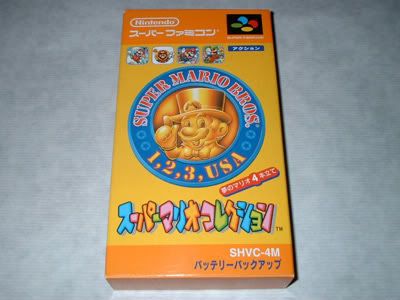 Nintendo
スーパーファミコン
SUPER FAMICOM
アクション
SUPER MARIO BROS.
1, 2, 3, USA
夢のマリオ4本立て
スーパーマリオコレクション
TM
SHVC-4M
バッテリーバックアップ